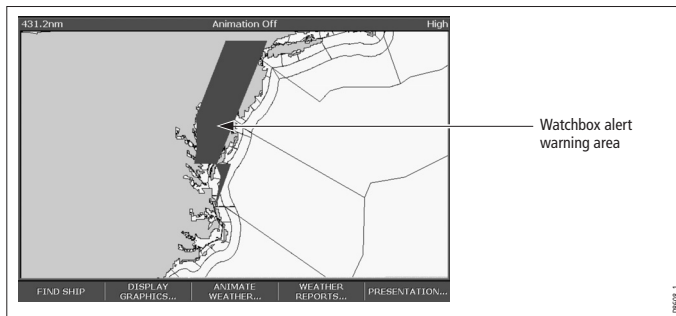 431.2nm Animation Off High
Watchbox alert
warning area
FIND SHIP DISPLAY GRAPHICS... ANIMATE WEATHER... WEATHER REPORTS... PRESENTATION...